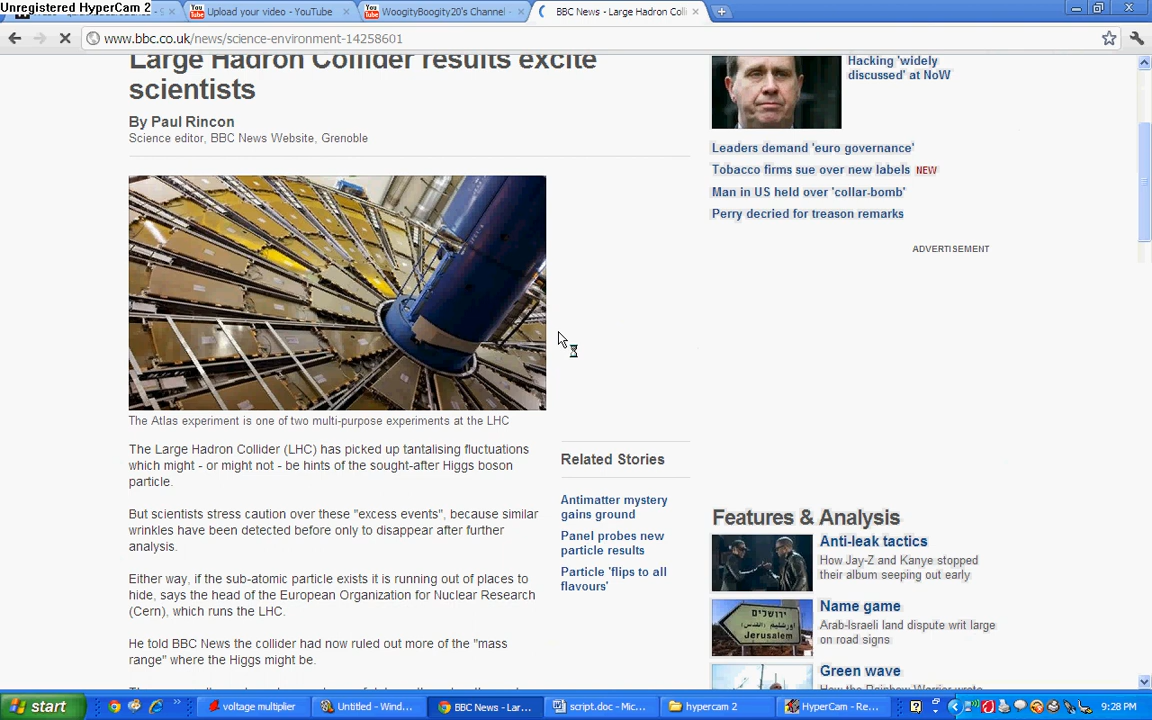 Unregistered HyperCam 2
Upload your video - YouTube
WoogityBoogity20's Channel
BBC News - Large Hadron Colli
www.bbc.co.uk/news/science-environment-14258601
Large Hadron Collider results excite
scientists
By Paul Rincon
Science editor, BBC News Website, Grenoble
The Atlas experiment is one of two multi-purpose experiments at the LHC
The Large Hadron Collider (LHC) has picked up tantalising fluctuations
which might - or might not - be hints of the sought-after Higgs boson
particle.
But scientists stress caution over these "excess events", because similar
wrinkles have been detected before only to disappear after further
analysis.
Either way, if the sub-atomic particle exists it is running out of places to
hide, says the head of the European Organization for Nuclear Research
(Cern), which runs the LHC.
He told BBC News the collider had now ruled out more of the "mass
range" where the Higgs might be.
Related Stories
Antimatter mystery
gains ground
Panel probes new
particle results
Particle 'flips to all
flavours'
Hacking 'widely
discussed' at NoW
Leaders demand 'euro governance'
Tobacco firms sue over new labels NEW
Man in US held over 'collar-bomb'
Perry decried for treason remarks
ADVERTISEMENT
Features & Analysis
Anti-leak tactics
How Jay-Z and Kanye stopped
their album seeping out early
Name game
Arab-Israeli land dispute writ large
on road signs
ירושלים
Jerusalem
Green wave
How the Rainbow Warrior wrote
start
voltage multiplier
Untitled - Wind...
BBC News - Lar...
script.doc - Mic...
hypercam 2
HyperCam - Re...
9:28 PM